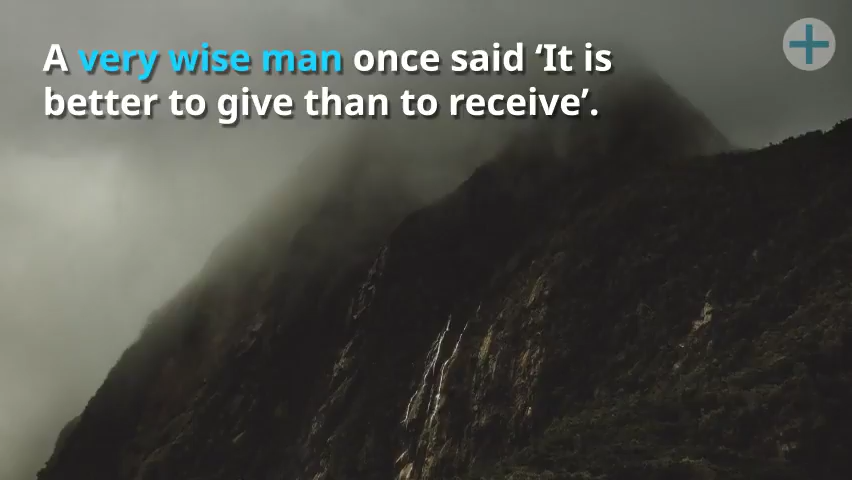 A very wise man once said ‘It is
better to give than to receive’.